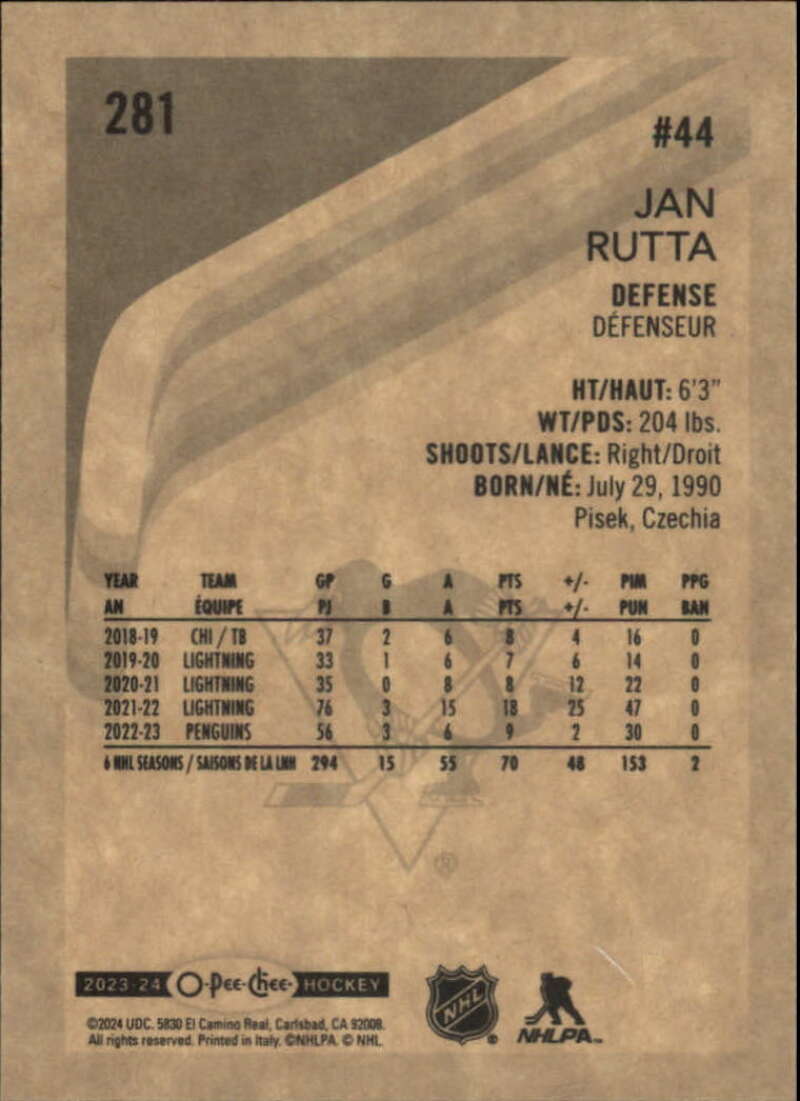 281
#44
JAN
RUTTA
DEFENSE
DÉFENSEUR
HT/HAUT: 6'3"
WT/PDS: 204 lbs.
SHOOTS/LANCE: Right/Droit
BORN/NÉ: July 29, 1990
Pisek, Czechia
YEAR TEAM GP G A PTS +/- PIM PPG
AN ÉQUIPE PJ B A PTS +/- PUN BAN
2018-19 CHI / TB 37 2 6 8 4 16 0
2019-20 LIGHTNING 33 1 6 7 6 14 0
2020-21 LIGHTNING 35 0 8 8 12 22 0
2021-22 LIGHTNING 76 3 15 18 25 47 0
2022-23 PENGUINS 56 3 6 9 2 30 0
6 NHL SEASONS / SAISONS DE LA LNH 294 15 55 70 48 153 2
®
2023-24 O-Pee-Chee- HOCKEY
©2024 UDC. 5830 El Camino Real, Carlsbad, CA 92008.
All rights reserved. Printed in Italy. ©NHLPA. © NHL.
NHL ®
NHLPA™